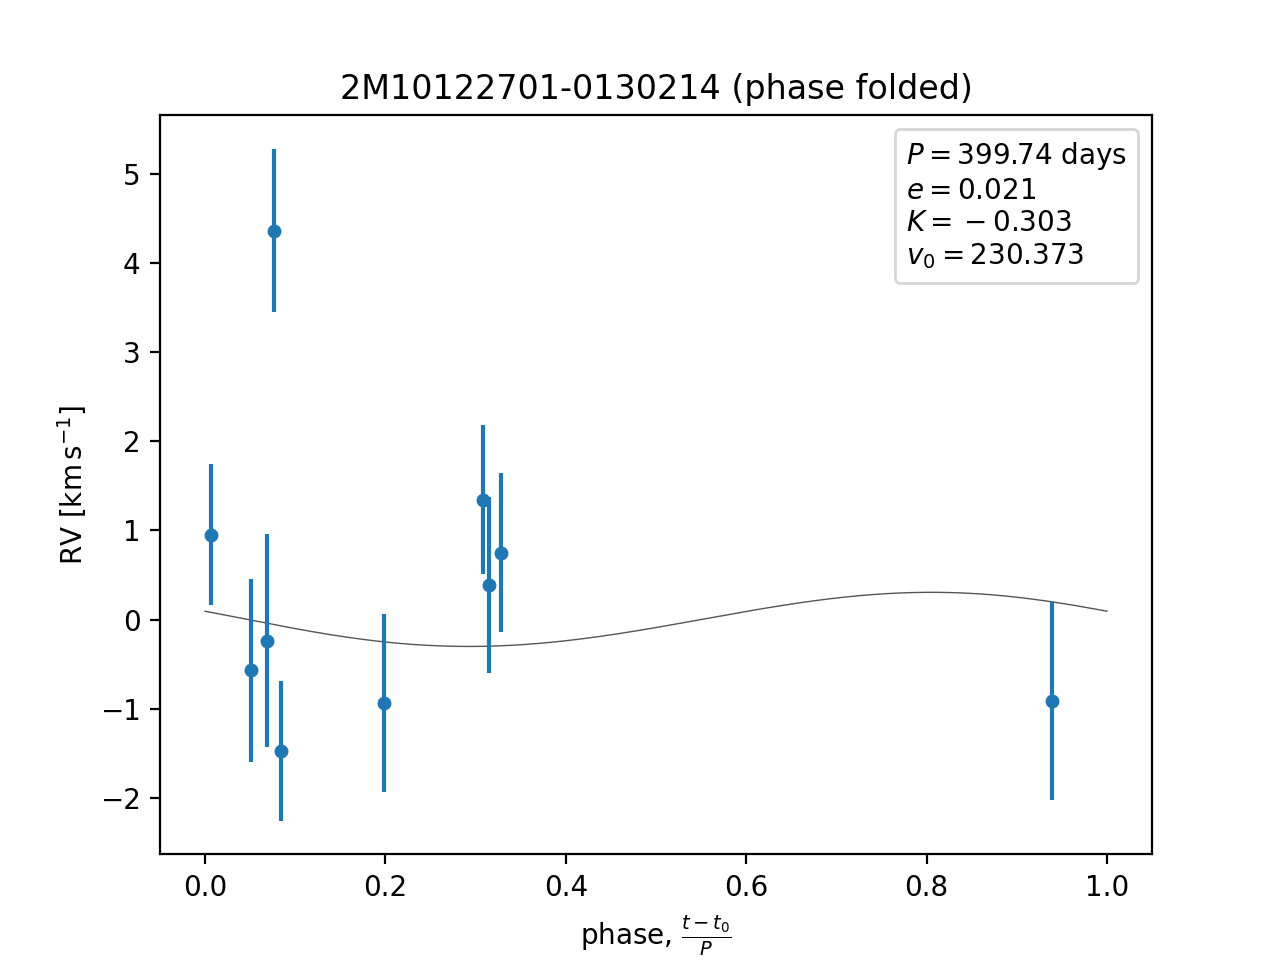 2M10122701-0130214 (phase folded)
P = 399.74 days
e = 0.021
K = −0.303
v₀ = 230.373
RV [km s⁻¹]
5
4
3
2
1
0
−1
−2
0.0 0.2 0.4 0.6 0.8 1.0
phase, (t − t₀)/P